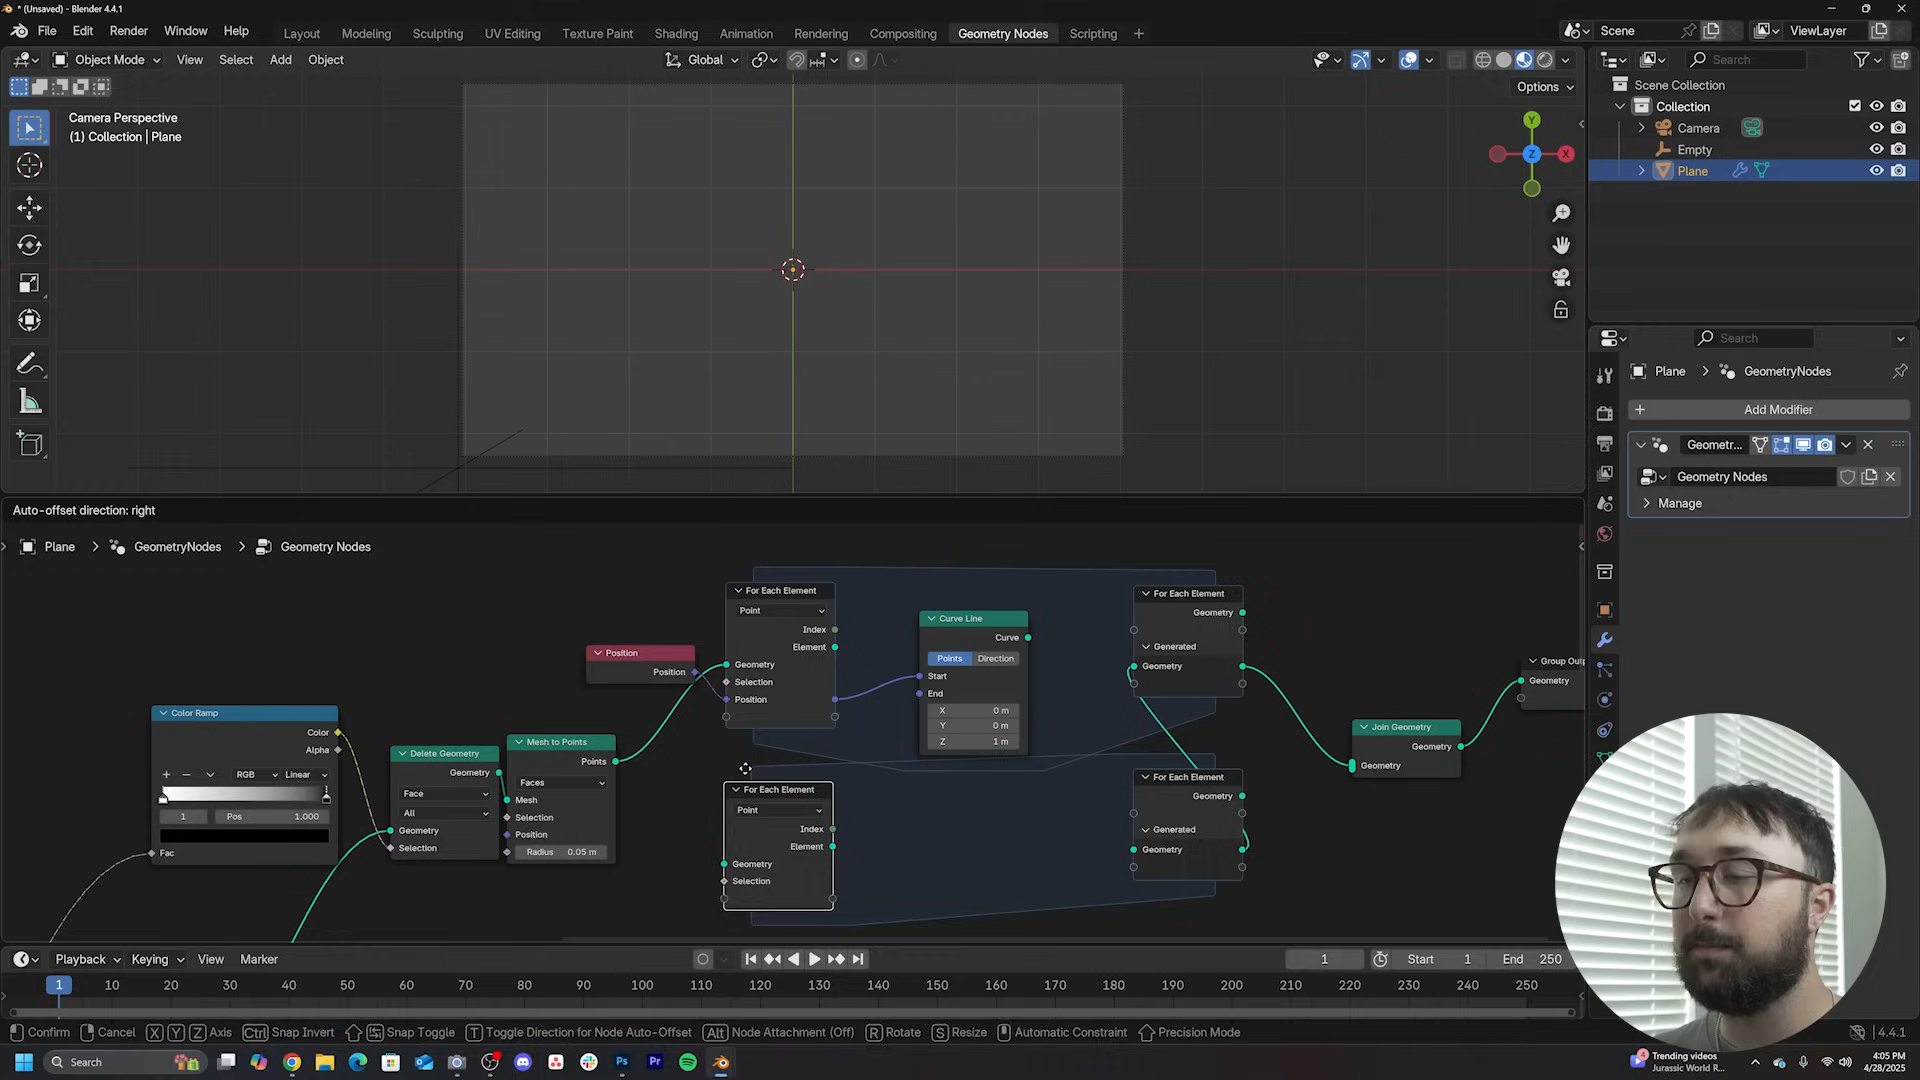 * (Unsaved) - Blender 4.4.1
File Edit Render Window Help
Layout Modeling Sculpting UV Editing Texture Paint Shading Animation Rendering Compositing Geometry Nodes Scripting +
Scene
ViewLayer
Object Mode View Select Add Object
Global
Search
Options
Camera Perspective
(1) Collection | Plane
Y
Z
X
Scene Collection
Collection
Camera
Empty
Plane
Search
Plane > GeometryNodes
Add Modifier
Geometr...
Geometry Nodes
Manage
Auto-offset direction: right
Plane > GeometryNodes > Geometry Nodes
For Each Element
Point
Index
Element
Geometry
Selection
Position
Position
Position
Curve Line
Curve
Points Direction
Start
End
X 0 m
Y 0 m
Z 1 m
For Each Element
Geometry
Generated
Geometry
Group Outp
Geometry
Color Ramp
Color
Alpha
RGB Linear
1 Pos 1.000
Fac
Delete Geometry
Geometry
Face
All
Geometry
Selection
Mesh to Points
Points
Faces
Mesh
Selection
Position
Radius 0.05 m
For Each Element
Point
Index
Element
Geometry
Selection
For Each Element
Geometry
Generated
Geometry
Join Geometry
Geometry
Geometry
Playback Keying View Marker
1 Start 1 End 250
1 10 20 30 40 50 60 70 80 90 100 110 120 130 140 150 160 170 180 190 200 210 220 230 240 250
Confirm Cancel X Y Z Axis Ctrl Snap Invert Snap Toggle T Toggle Direction for Node Auto-Offset Alt Node Attachment (Off) R Rotate S Resize Automatic Constraint Precision Mode
4.4.1
Search
Ps
Pr
4
Trending videos
Jurassic World R...
4:05 PM
4/28/2025